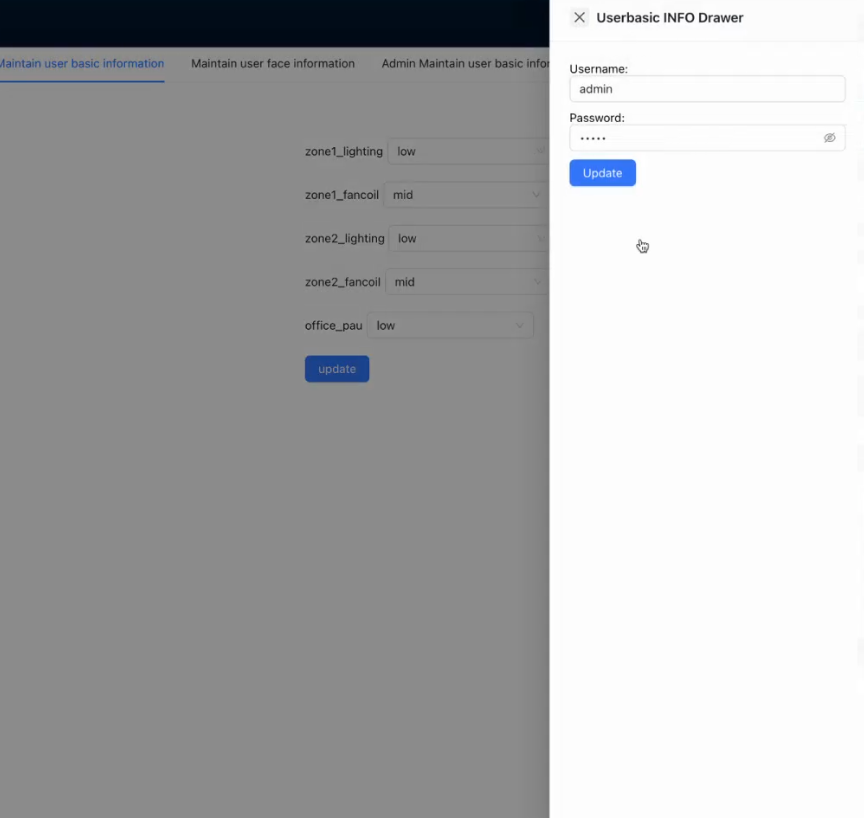 Userbasic INFO Drawer
Maintain user basic information
Maintain user face information
Admin Maintain user basic infor
Username:
admin
Password:
•••••
Update
zone1_lighting low
zone1_fancoil mid
zone2_lighting low
zone2_fancoil mid
office_pau low
update